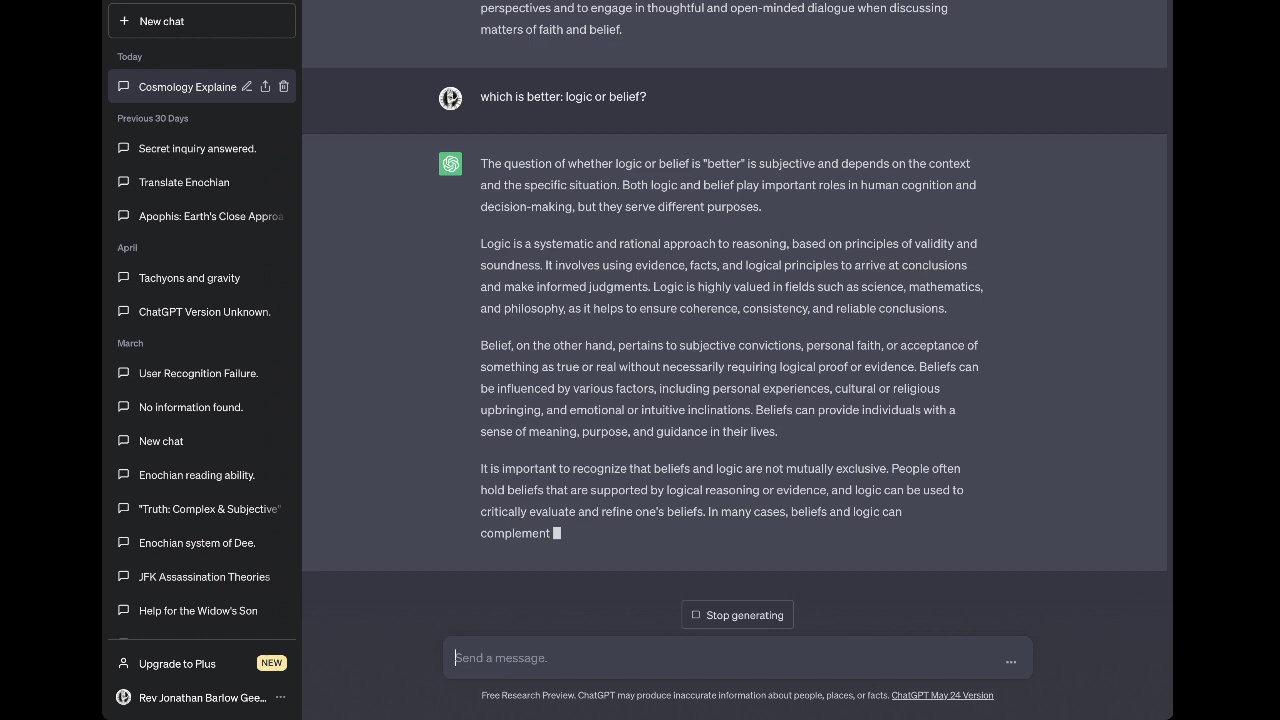 New chat
Today
Cosmology Explaine
Previous 30 Days
Secret inquiry answered.
Translate Enochian
Apophis: Earth's Close Approa
April
Tachyons and gravity
ChatGPT Version Unknown.
March
User Recognition Failure.
No information found.
New chat
Enochian reading ability.
"Truth: Complex & Subjective"
Enochian system of Dee.
JFK Assassination Theories
Help for the Widow's Son
Upgrade to Plus NEW
Rev Jonathan Barlow Gee...
perspectives and to engage in thoughtful and open-minded dialogue when discussing
matters of faith and belief.
which is better: logic or belief?
The question of whether logic or belief is "better" is subjective and depends on the context
and the specific situation. Both logic and belief play important roles in human cognition and
decision-making, but they serve different purposes.
Logic is a systematic and rational approach to reasoning, based on principles of validity and
soundness. It involves using evidence, facts, and logical principles to arrive at conclusions
and make informed judgments. Logic is highly valued in fields such as science, mathematics,
and philosophy, as it helps to ensure coherence, consistency, and reliable conclusions.
Belief, on the other hand, pertains to subjective convictions, personal faith, or acceptance of
something as true or real without necessarily requiring logical proof or evidence. Beliefs can
be influenced by various factors, including personal experiences, cultural or religious
upbringing, and emotional or intuitive inclinations. Beliefs can provide individuals with a
sense of meaning, purpose, and guidance in their lives.
It is important to recognize that beliefs and logic are not mutually exclusive. People often
hold beliefs that are supported by logical reasoning or evidence, and logic can be used to
critically evaluate and refine one's beliefs. In many cases, beliefs and logic can
complement
Stop generating
Send a message.
Free Research Preview. ChatGPT may produce inaccurate information about people, places, or facts. ChatGPT May 24 Version